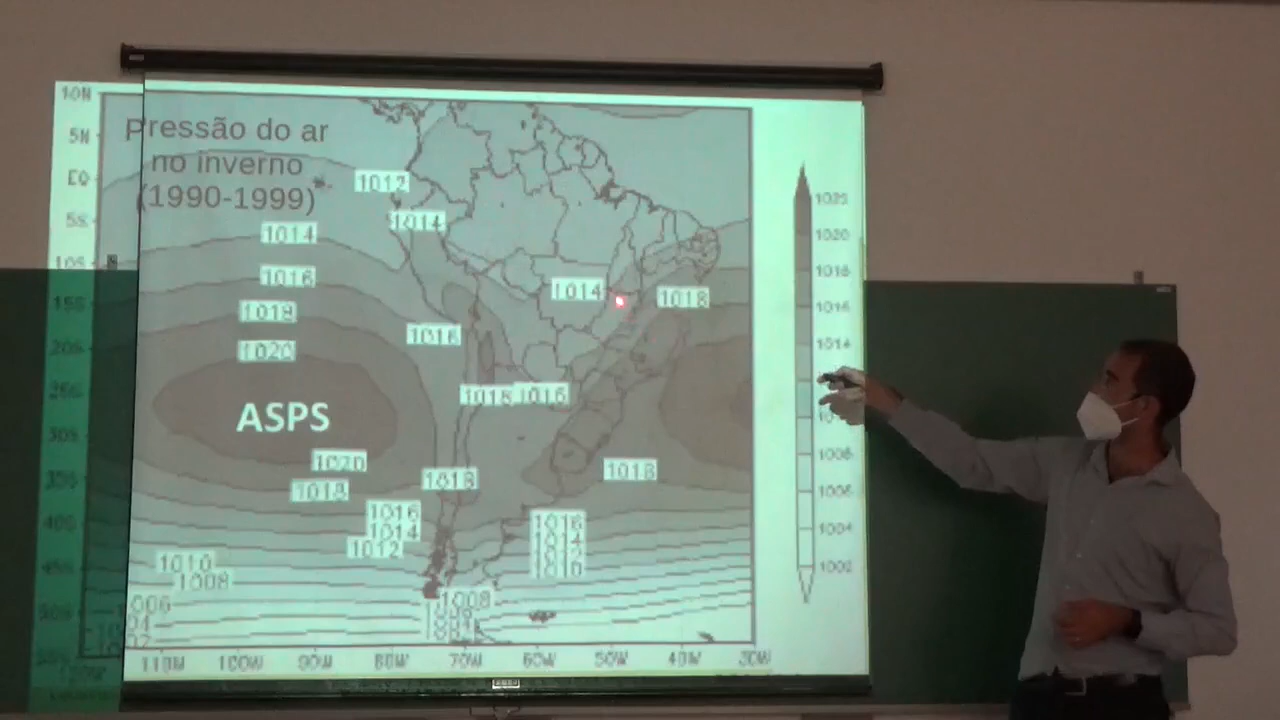 10N
Pressão do ar
5N
no inverno
EQ
1012
(1990-1999)
1025
5S
1014
1014
1020
10S
1018
1016
1014
1018
15S
1018
1016
1016
20S
1020
1014
1018 1016
ASPS
30S
1020
1018
1008
35S
1018
1018
1006
40S
1016
1016
1014
1014
1004
1012
1012
1010
1010
1008
1008
1002
1006
110W 100W 90W 80W 70W 60W 50W 40W 30W